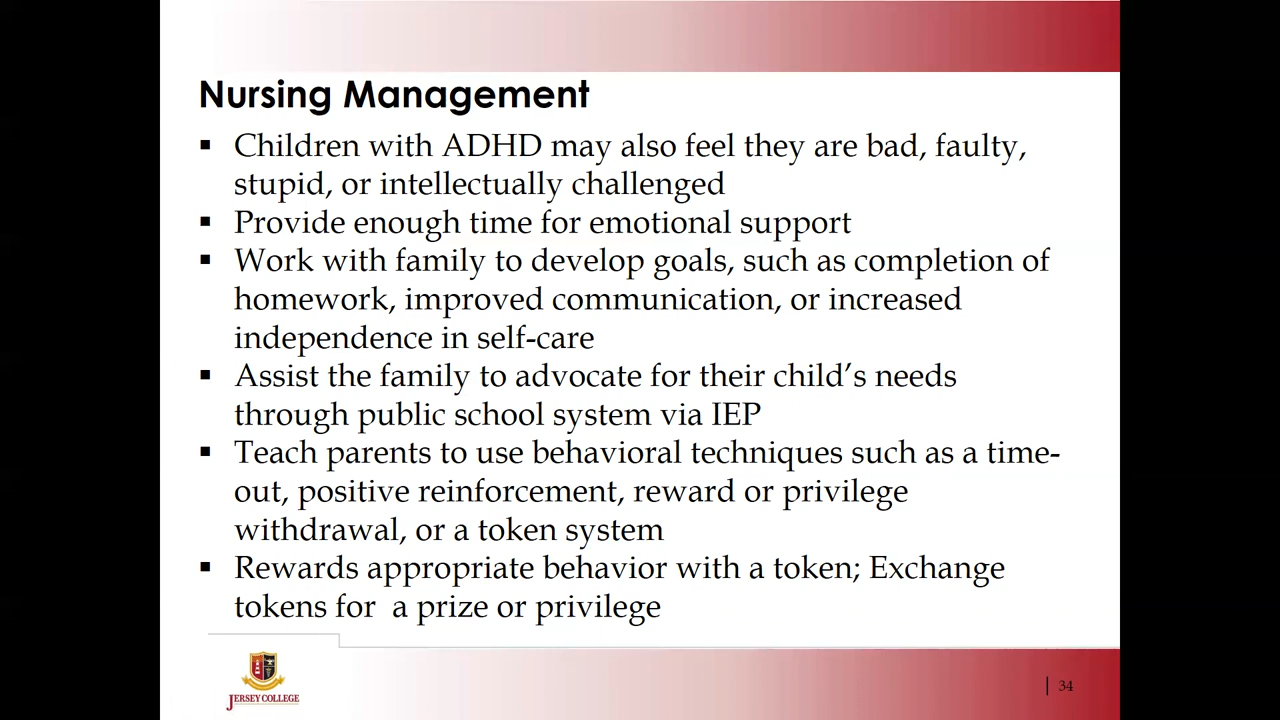 Nursing Management
▪ Children with ADHD may also feel they are bad, faulty,
stupid, or intellectually challenged
▪ Provide enough time for emotional support
▪ Work with family to develop goals, such as completion of
homework, improved communication, or increased
independence in self-care
▪ Assist the family to advocate for their child’s needs
through public school system via IEP
▪ Teach parents to use behavioral techniques such as a time-
out, positive reinforcement, reward or privilege
withdrawal, or a token system
▪ Rewards appropriate behavior with a token; Exchange
tokens for  a prize or privilege
JERSEY COLLEGE
| 34